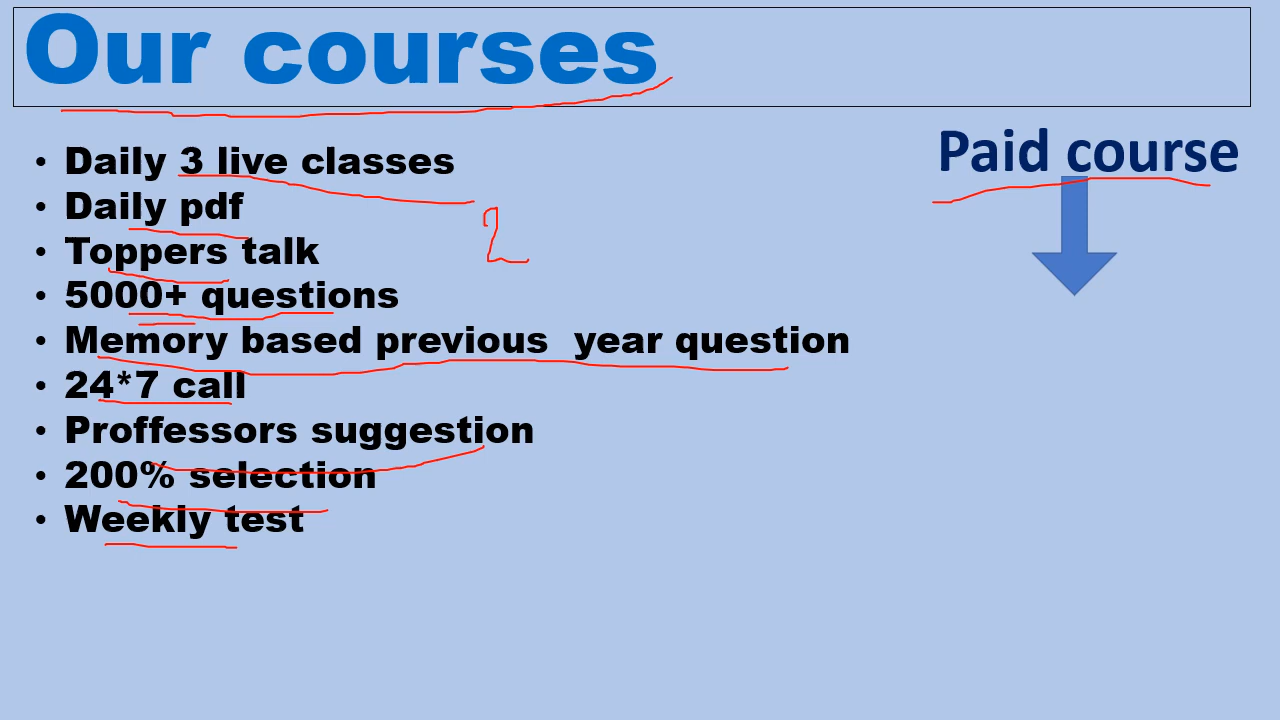 Our courses
Paid course
• Daily 3 live classes
• Daily pdf
2
• Toppers talk
• 5000+ questions
• Memory based previous  year question
• 24*7 call
• Proffessors suggestion
• 200% selection
• Weekly test